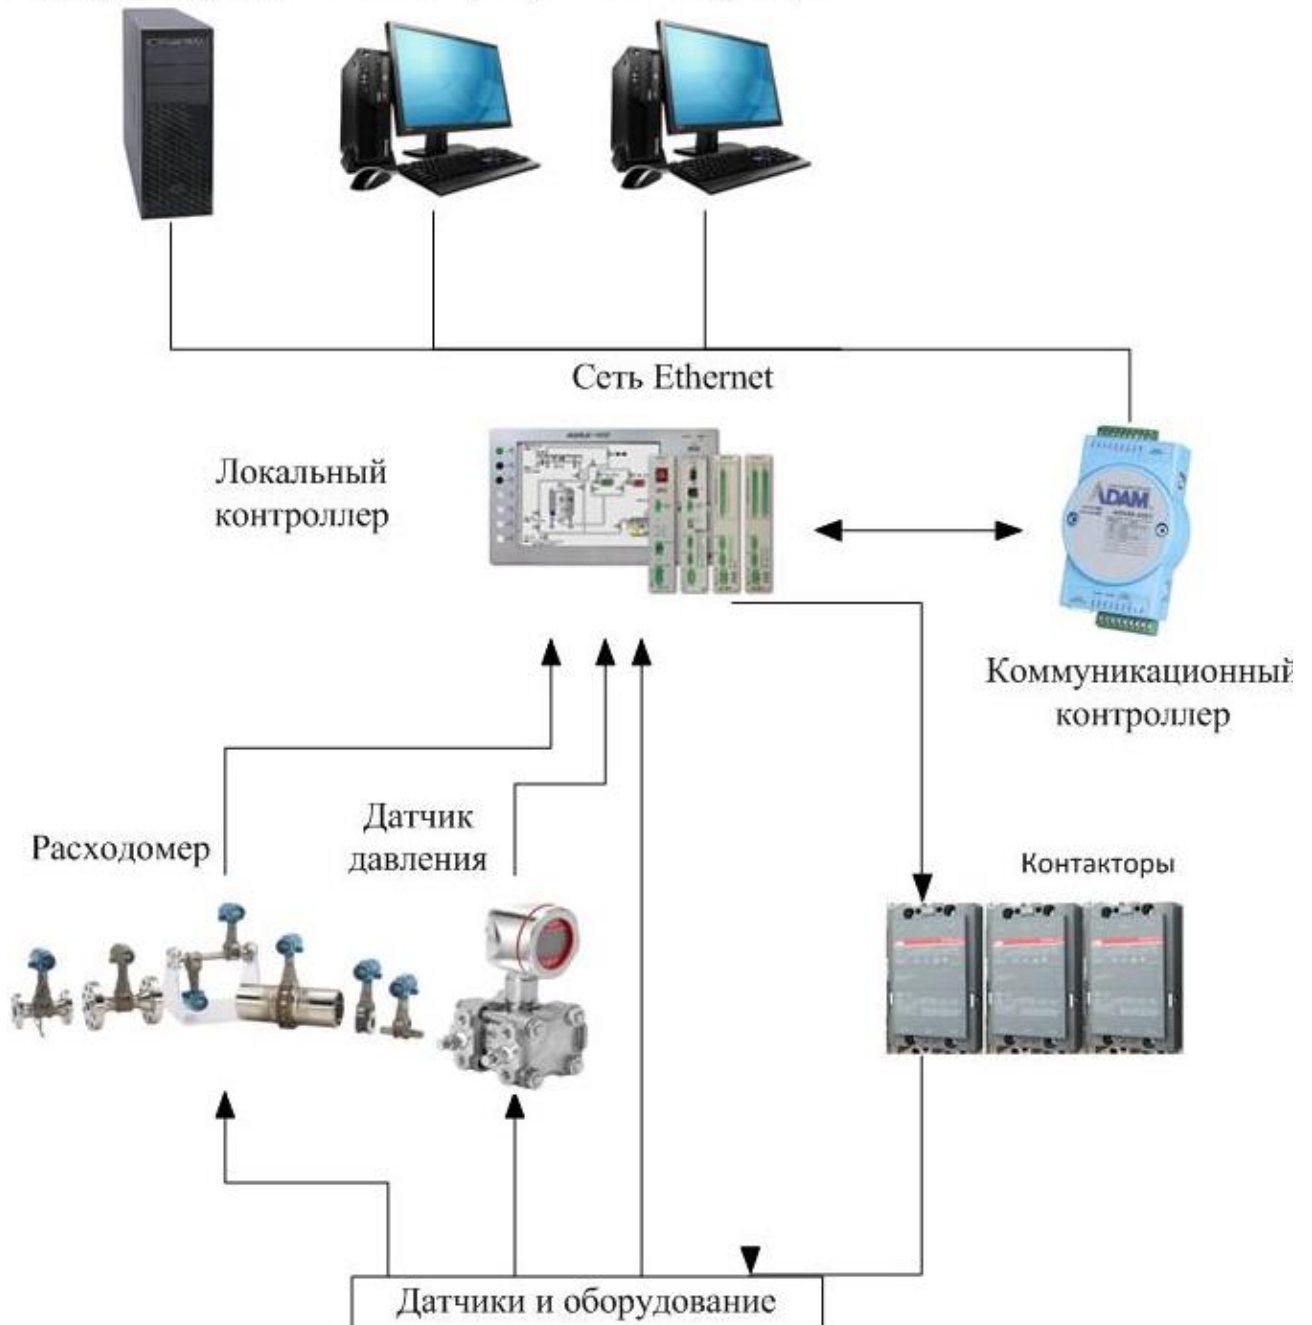 Сеть Ethernet
Локальный
контроллер
ADAM
Коммуникационный
контроллер
Датчик
давления
Расходомер
Контакторы
Датчики и оборудование